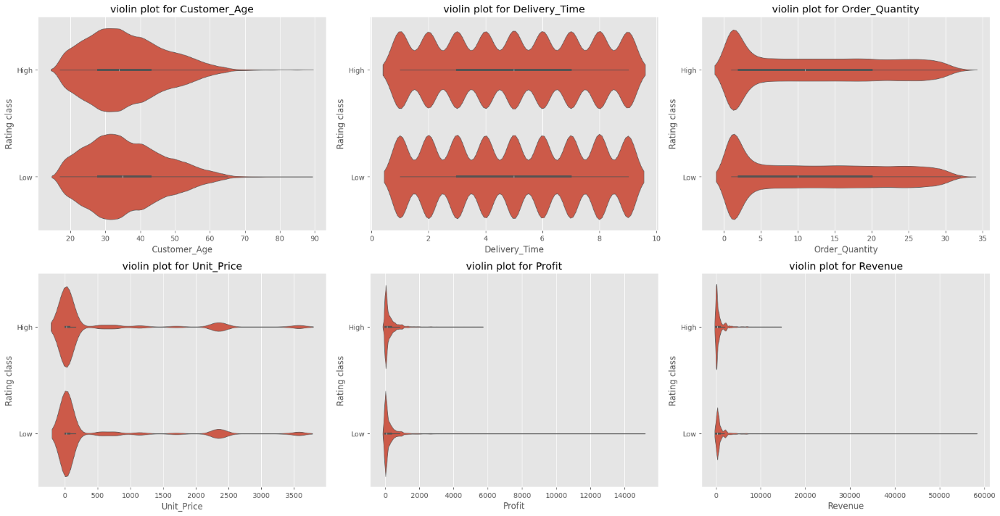 violin plot for Customer_Age
Rating class
High
Low
20 30 40 50 60 70 80 90
Customer_Age
violin plot for Delivery_Time
Rating class
High
Low
0 2 4 6 8 10
Delivery_Time
violin plot for Order_Quantity
Rating class
High
Low
0 5 10 15 20 25 30 35
Order_Quantity
violin plot for Unit_Price
Rating class
High
Low
0 500 1000 1500 2000 2500 3000 3500
Unit_Price
violin plot for Profit
Rating class
High
Low
0 2000 4000 6000 8000 10000 12000 14000
Profit
violin plot for Revenue
Rating class
High
Low
0 10000 20000 30000 40000 50000 60000
Revenue